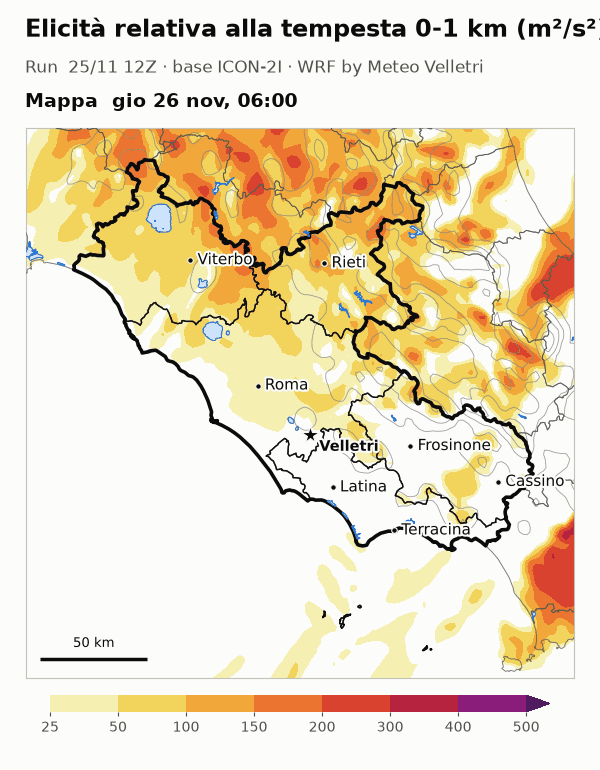 Elicità relativa alla tempesta 0-1 km (m²/s²)
Run  25/11 12Z · base ICON-2I · WRF by Meteo Velletri
Mappa  gio 26 nov, 06:00
Viterbo
Rieti
Roma
Velletri
Frosinone
Cassino
Latina
Terracina
50 km
25 50 100 150 200 300 400 500